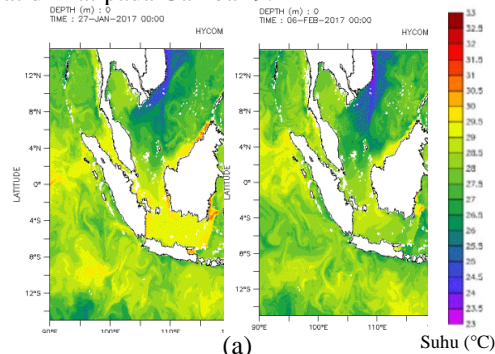 DEPTH (m) : 0
TIME : 27-JAN-2017 00:00
HYCOM
DEPTH (m) : 0
TIME : 06-FEB-2017 00:00
HYCOM
LATITUDE
12°N
8°N
4°N
0°
4°S
8°S
12°S
90°E
100°E
110°E
LATITUDE
12°N
8°N
4°N
0°
4°S
8°S
12°S
90°E
100°E
110°E
33
32.5
32
31.5
31
30.5
30
29.5
29
28.5
28
27.5
27
26.5
26
25.5
25
24.5
24
23.5
23
(a)
Suhu (°C)